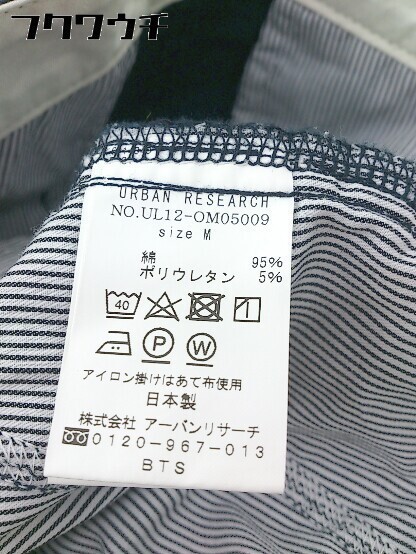 フクワウチ
URBAN RESEARCH
NO.UL12-OM05009
size M
綿 95%
ポリウレタン 5%
40
P W
アイロン掛けはあて布使用
日本製
株式会社 アーバンリサーチ
0120-967-013
BTS